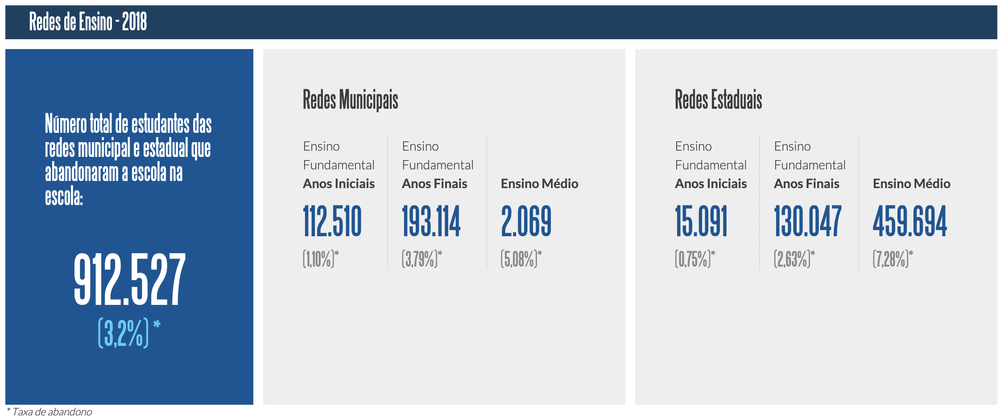 Redes de Ensino - 2018
Número total de estudantes das
redes municipal e estadual que
abandonaram a escola na
escola:
912.527
(3,2%) *
Redes Municipais
Ensino
Fundamental
Anos Iniciais
112.510
(1,10%)*
Ensino
Fundamental
Anos Finais
193.114
(3,79%)*
Ensino Médio
2.069
(5,08%)*
Redes Estaduais
Ensino
Fundamental
Anos Iniciais
15.091
(0,75%)*
Ensino
Fundamental
Anos Finais
130.047
(2,63%)*
Ensino Médio
459.694
(7,28%)*
* Taxa de abandono